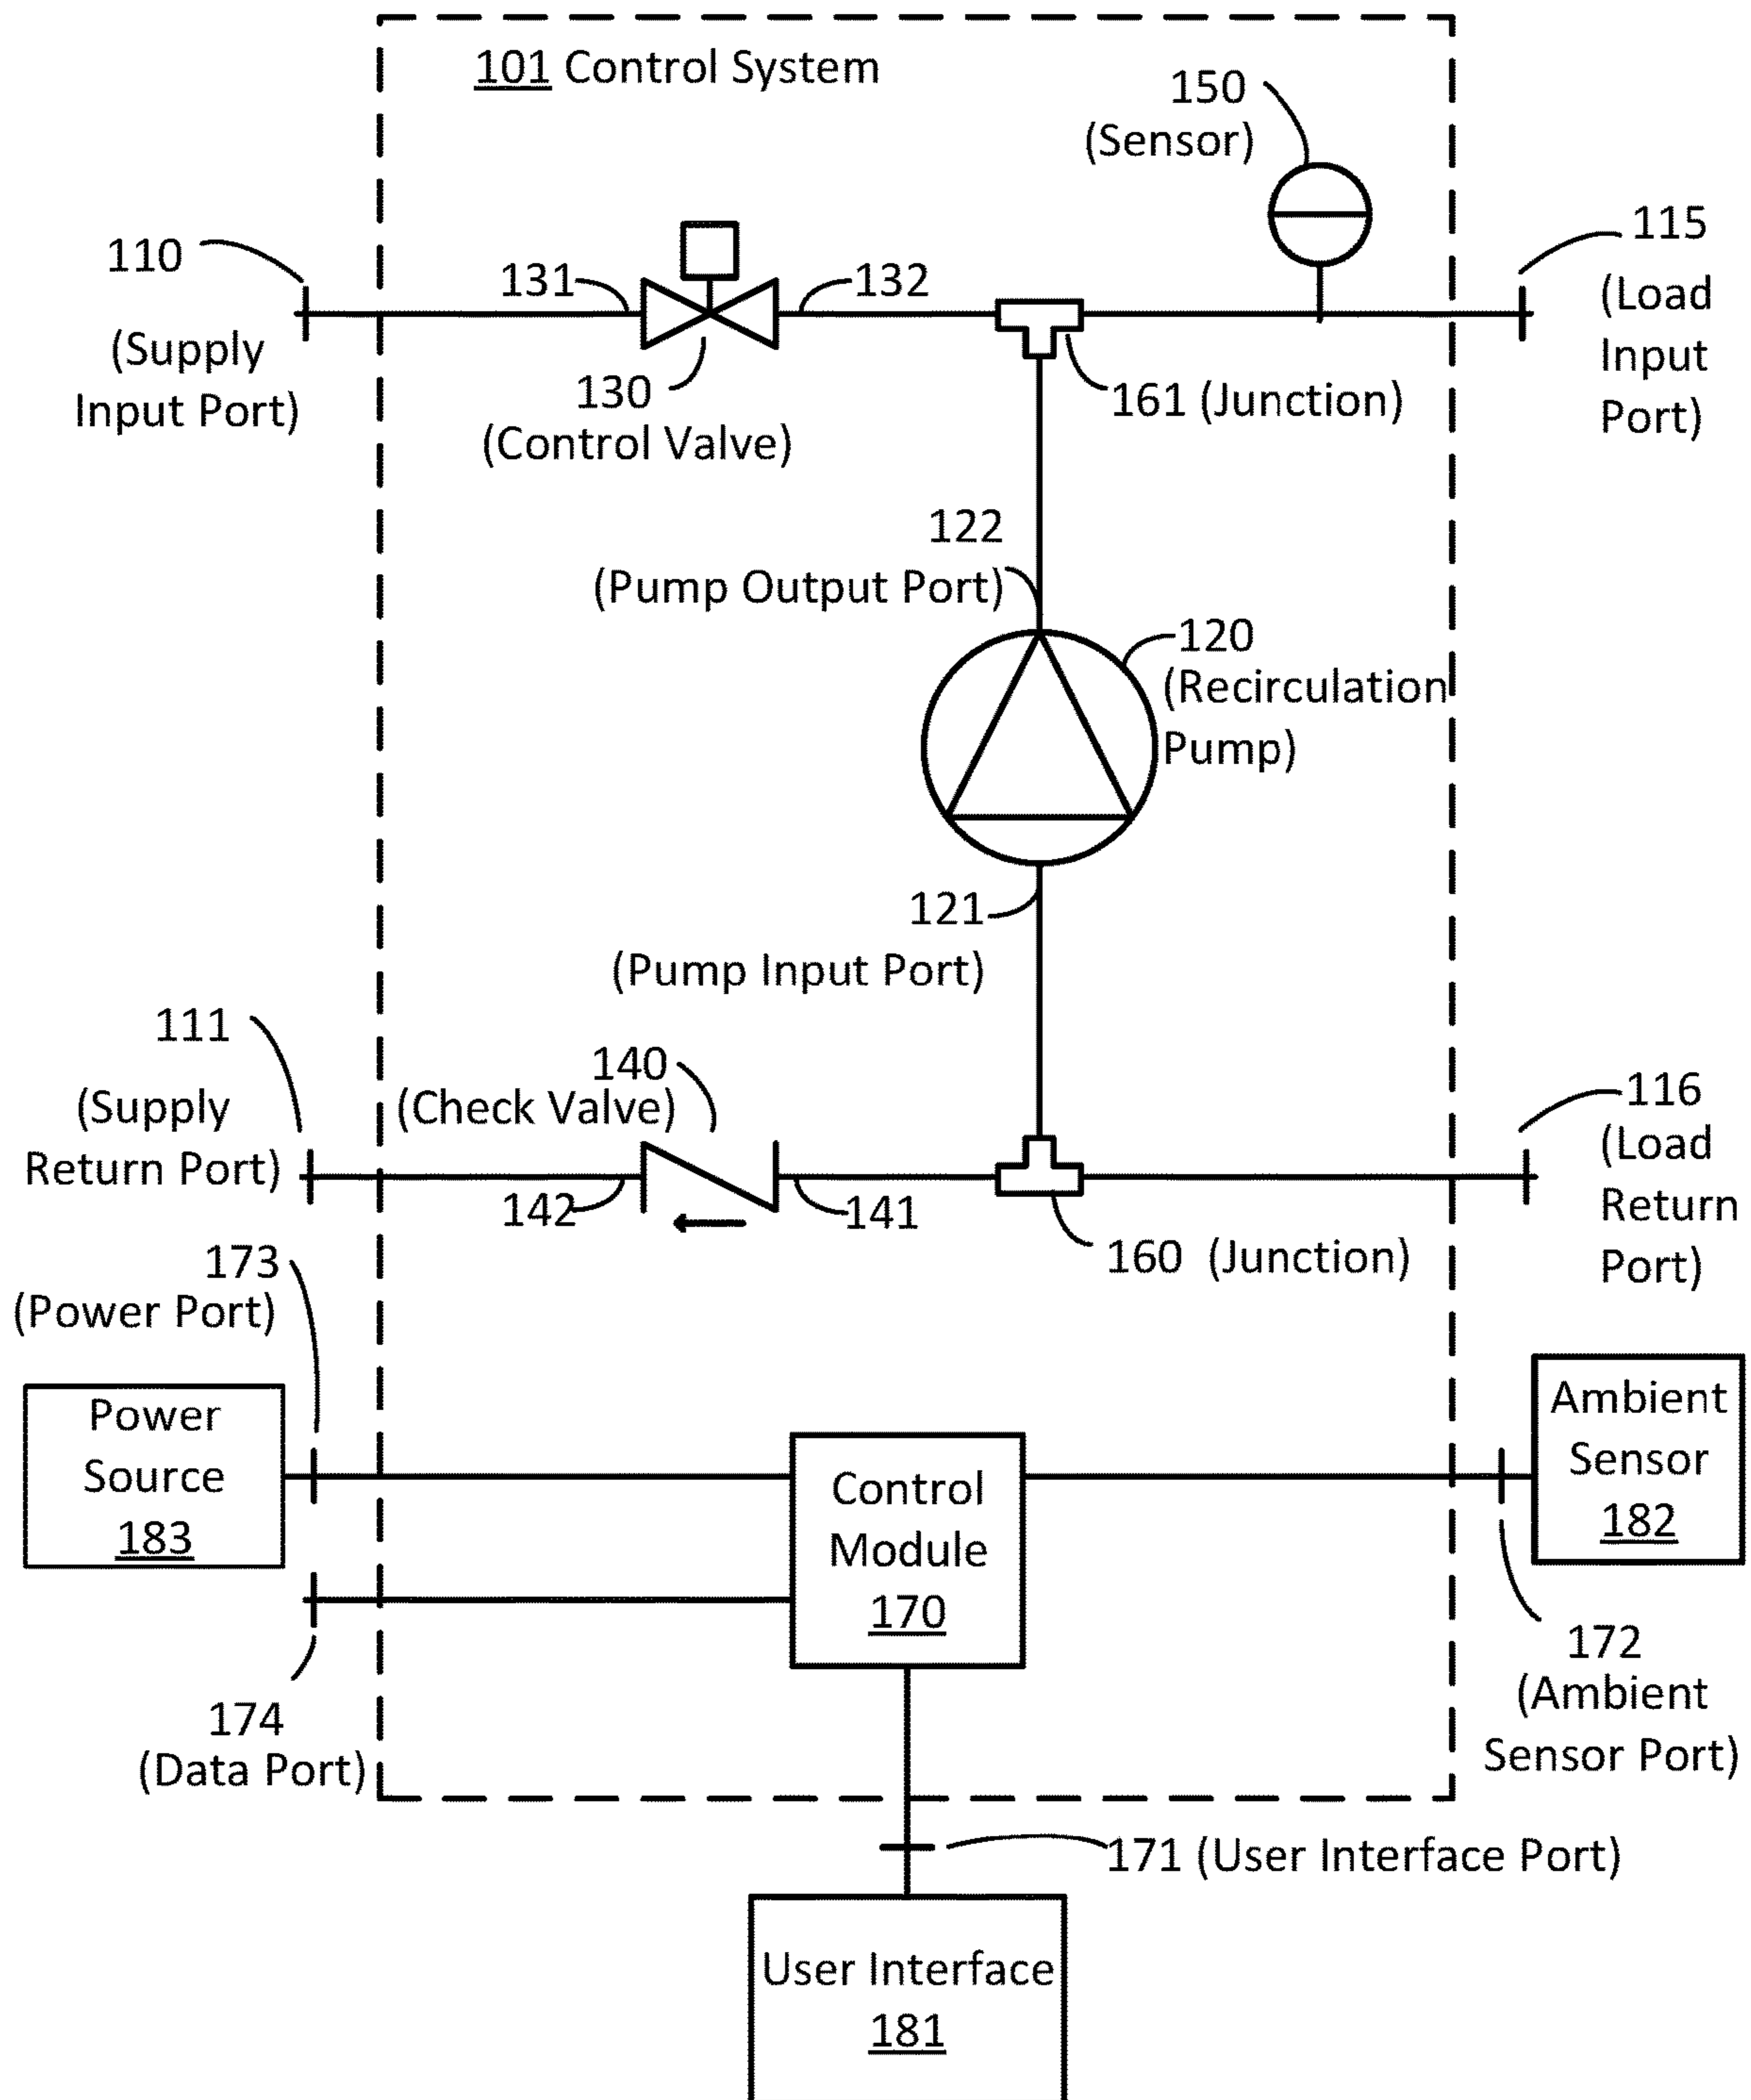 101 Control System
150
(Sensor)
110
(Supply
Input Port)
131
132
130
(Control Valve)
161 (Junction)
115
(Load
Input
Port)
122
(Pump Output Port)
120
(Recirculation
Pump)
121
(Pump Input Port)
111
(Supply
Return Port)
140
(Check Valve)
142
141
160 (Junction)
116
(Load
Return
Port)
173
(Power Port)
Power
Source
183
Control
Module
170
Ambient
Sensor
182
174
(Data Port)
172
(Ambient
Sensor Port)
171 (User Interface Port)
User Interface
181